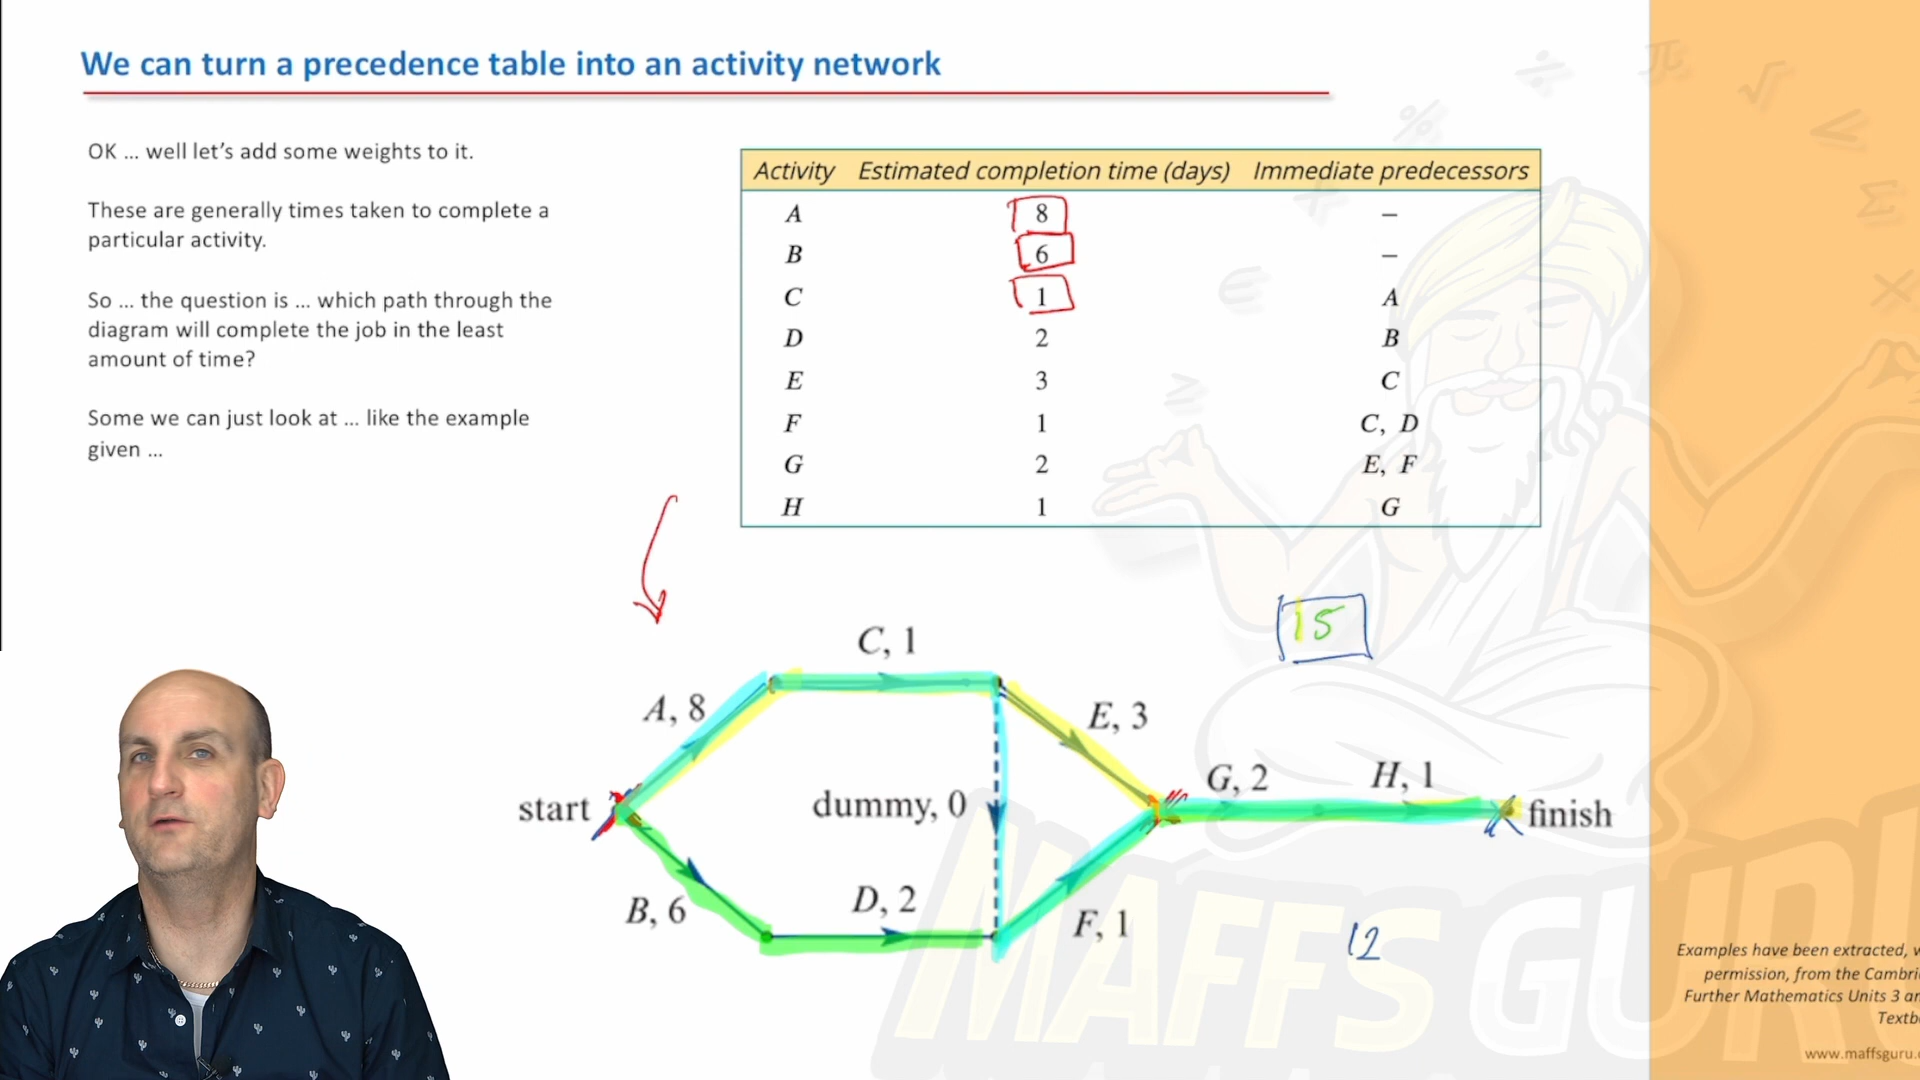 We can turn a precedence table into an activity network
OK ... well let's add some weights to it.
These are generally times taken to complete a
particular activity.
So ... the question is ... which path through the
diagram will complete the job in the least
amount of time?
Some we can just look at ... like the example
given ...
Activity Estimated completion time (days) Immediate predecessors
A 8 –
B 6 –
C 1 A
D 2 B
E 3 C
F 1 C, D
G 2 E, F
H 1 G
15
C, 1
A, 8
E, 3
G, 2
H, 1
start
dummy, 0
finish
B, 6
D, 2
F, 1
12
MAFFS GURU
Examples have been extracted, w
permission, from the Cambri
Further Mathematics Units 3 an
Textb
www.maffsguru.c